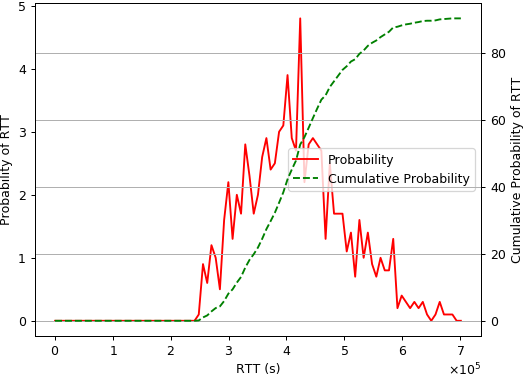 5
4
3
2
1
0
Probability of RTT
80
60
40
20
0
Cumulative Probability of RTT
Probability
Cumulative Probability
0 1 2 3 4 5 6 7
RTT (s)
×10⁵